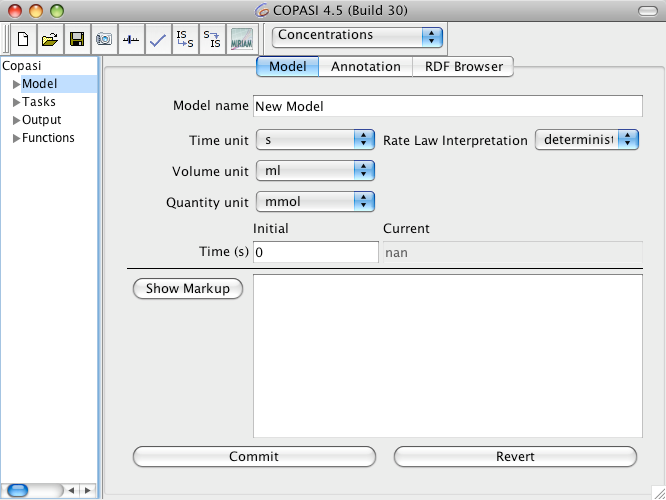 COPASI 4.5 (Build 30)
IS S
S IS
MIRIAM
Concentrations
Copasi
Model
Tasks
Output
Functions
Model Annotation RDF Browser
Model name New Model
Time unit s Rate Law Interpretation determinist
Volume unit ml
Quantity unit mmol
Initial Current
Time (s) 0 nan
Show Markup
Commit Revert